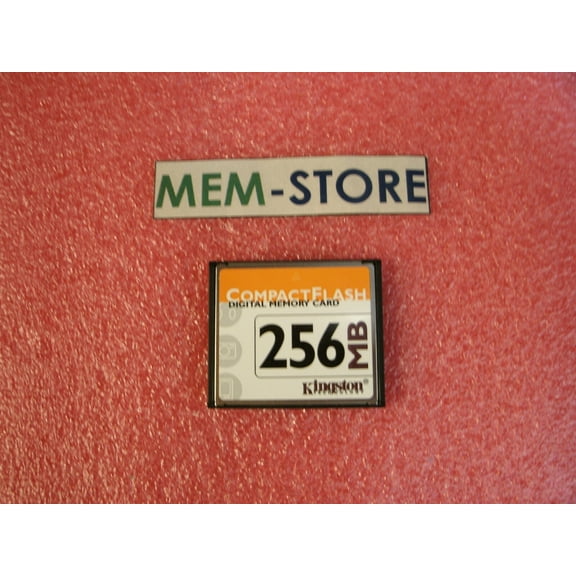 MEM-STORE
COMPACTFLASH
DIGITAL MEMORY CARD
256 MB
Kingston®